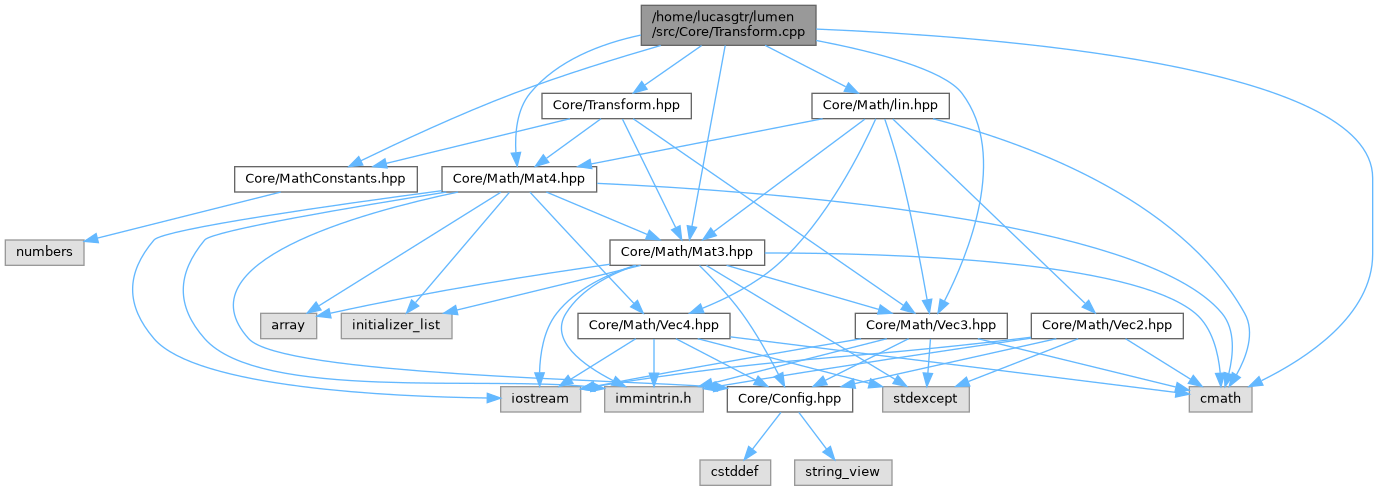 /home/lucasgtr/lumen
/src/Core/Transform.cpp
Core/Transform.hpp
Core/Math/lin.hpp
Core/MathConstants.hpp
Core/Math/Mat4.hpp
numbers
Core/Math/Mat3.hpp
array
initializer_list
Core/Math/Vec4.hpp
Core/Math/Vec3.hpp
Core/Math/Vec2.hpp
iostream
immintrin.h
Core/Config.hpp
stdexcept
cmath
cstddef
string_view